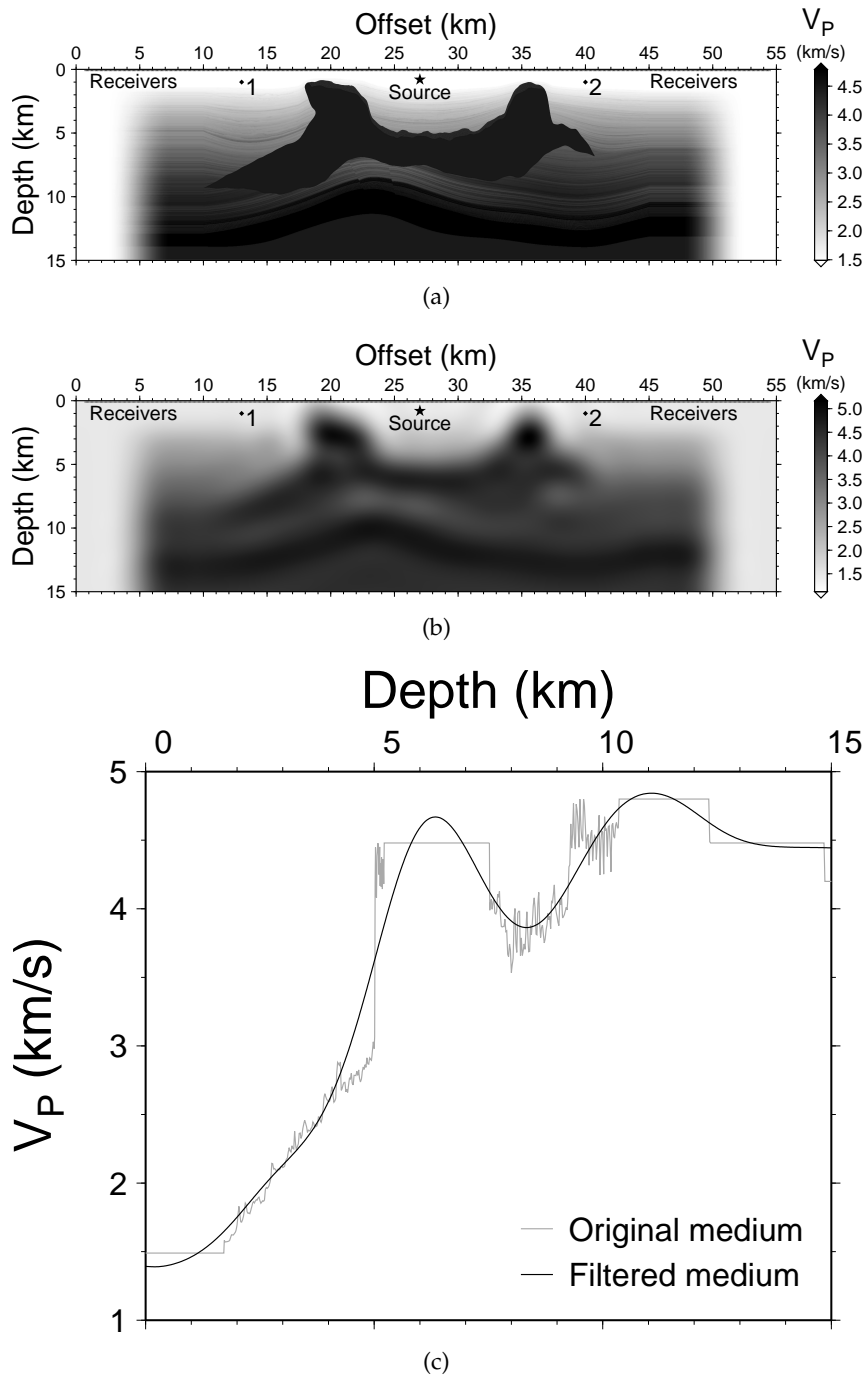 Offset (km)
V_P
(km/s)
0 5 10 15 20 25 30 35 40 45 50 55
Depth (km)
0
5
10
15
Receivers
1
Source
2
Receivers
4.5
4.0
3.5
3.0
2.5
2.0
1.5
(a)
Offset (km)
V_P
(km/s)
0 5 10 15 20 25 30 35 40 45 50 55
Depth (km)
0
5
10
15
Receivers
1
Source
2
Receivers
5.0
4.5
4.0
3.5
3.0
2.5
2.0
1.5
(b)
Depth (km)
0 5 10 15
V_P (km/s)
5
4
3
2
1
Original medium
Filtered medium
(c)